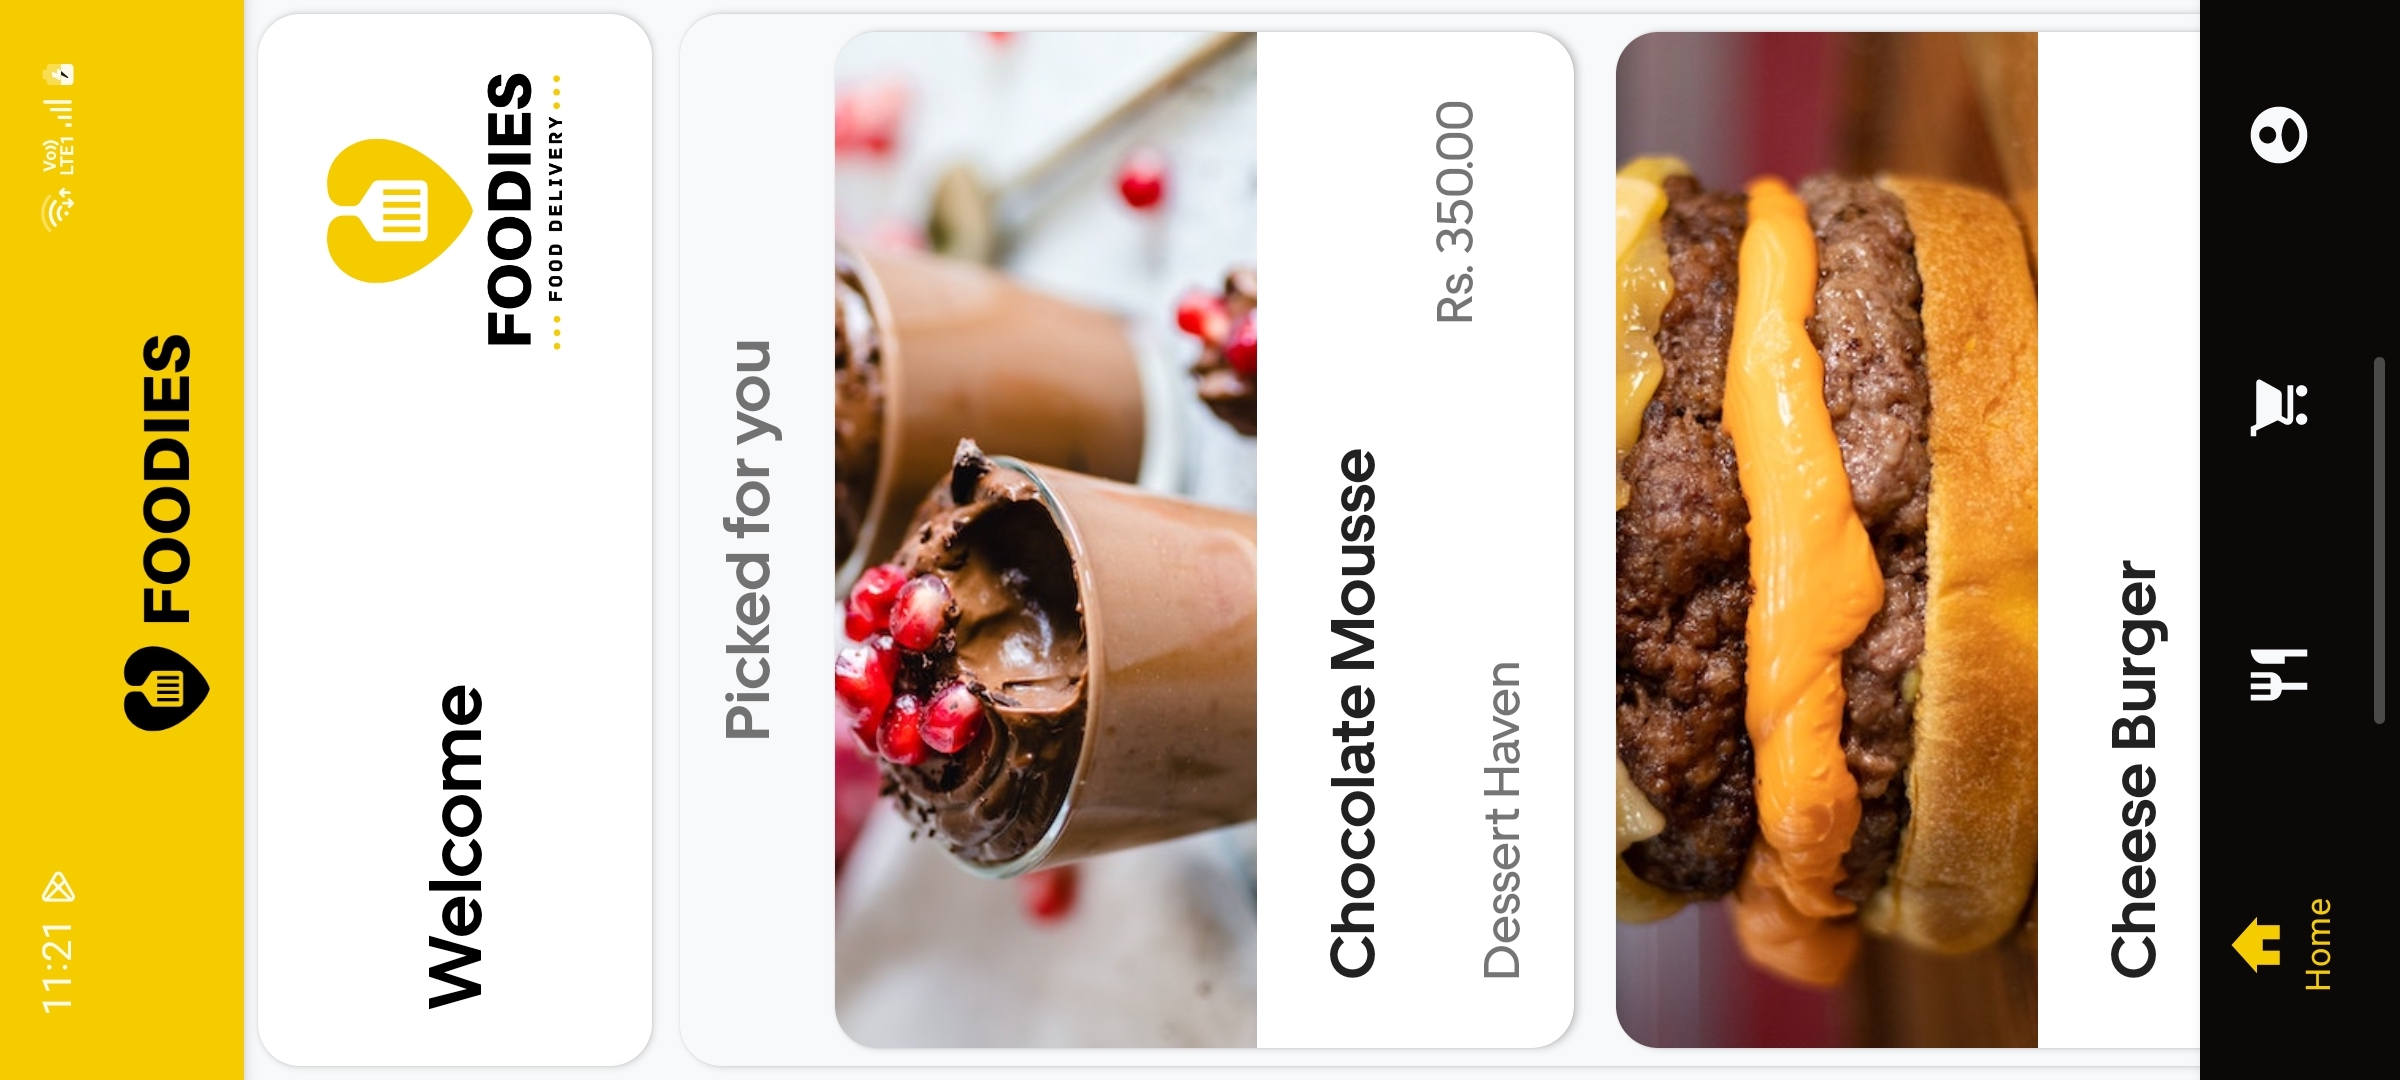 11:21
Vo))
LTE1
FOODIES
Welcome
FOODIES
FOOD DELIVERY
Picked for you
Chocolate Mousse
Rs. 350.00
Dessert Haven
Cheese Burger
Home